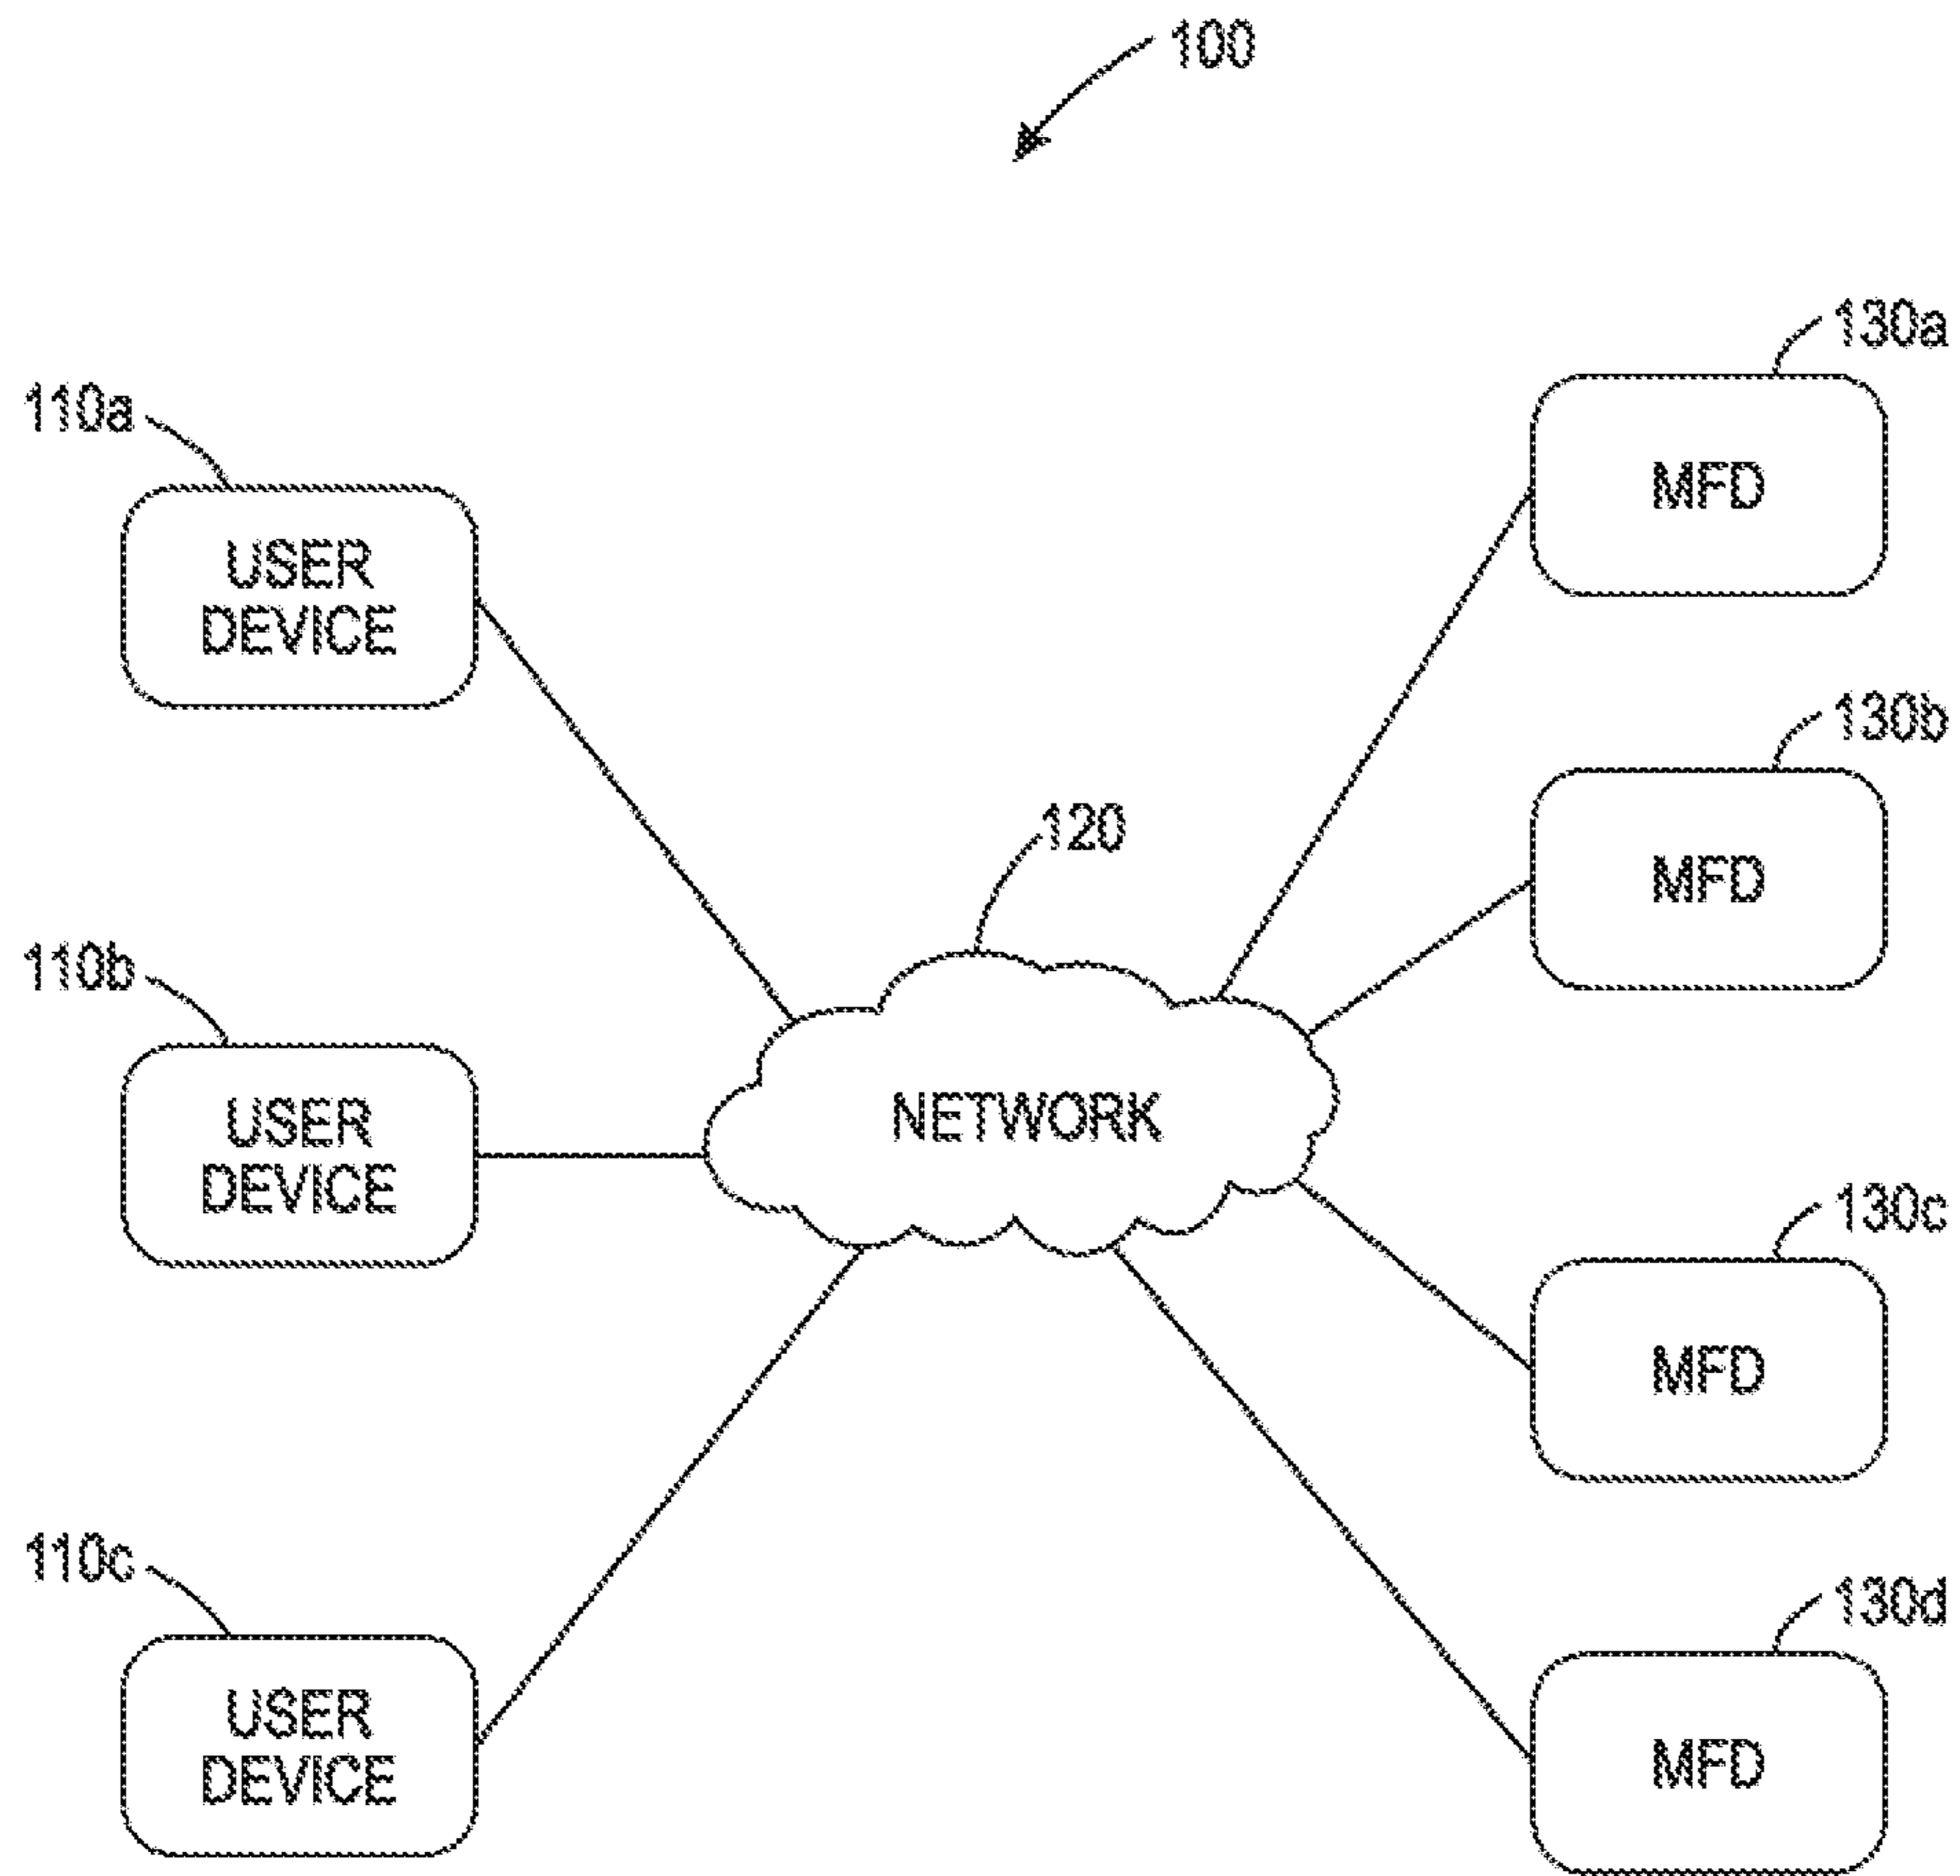 100
130a
110a
MFD
USER
DEVICE
130b
120
MFD
110b
NETWORK
USER
DEVICE
130c
MFD
110c
130d
USER
DEVICE
MFD